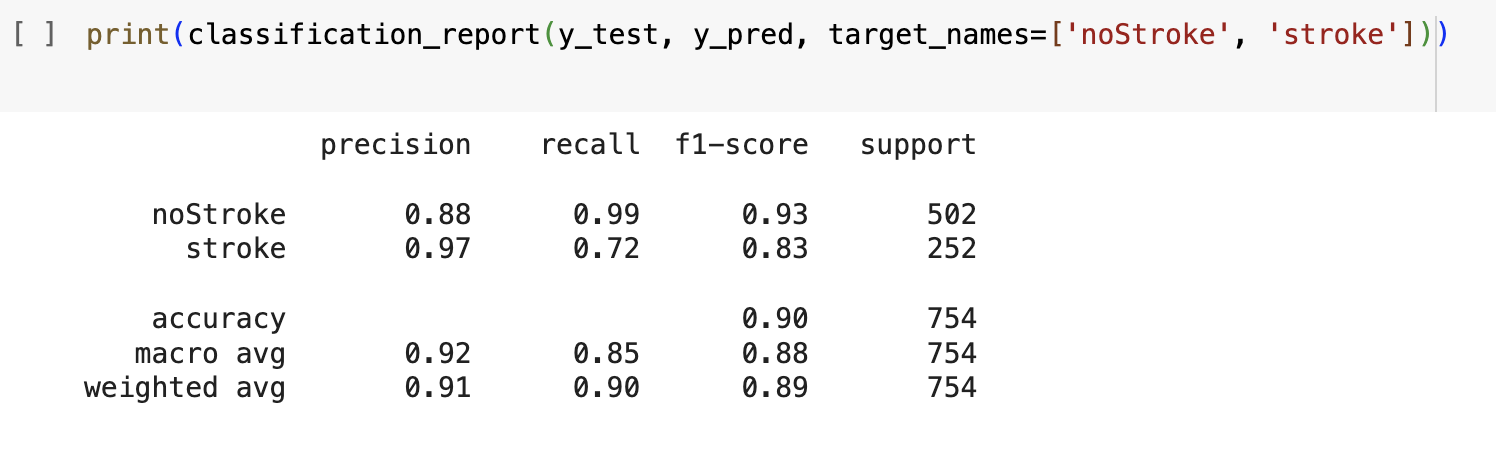 [ ] print(classification_report(y_test, y_pred, target_names=['noStroke', 'stroke']))
precision recall f1-score support
noStroke 0.88 0.99 0.93 502
stroke 0.97 0.72 0.83 252
accuracy 0.90 754
macro avg 0.92 0.85 0.88 754
weighted avg 0.91 0.90 0.89 754